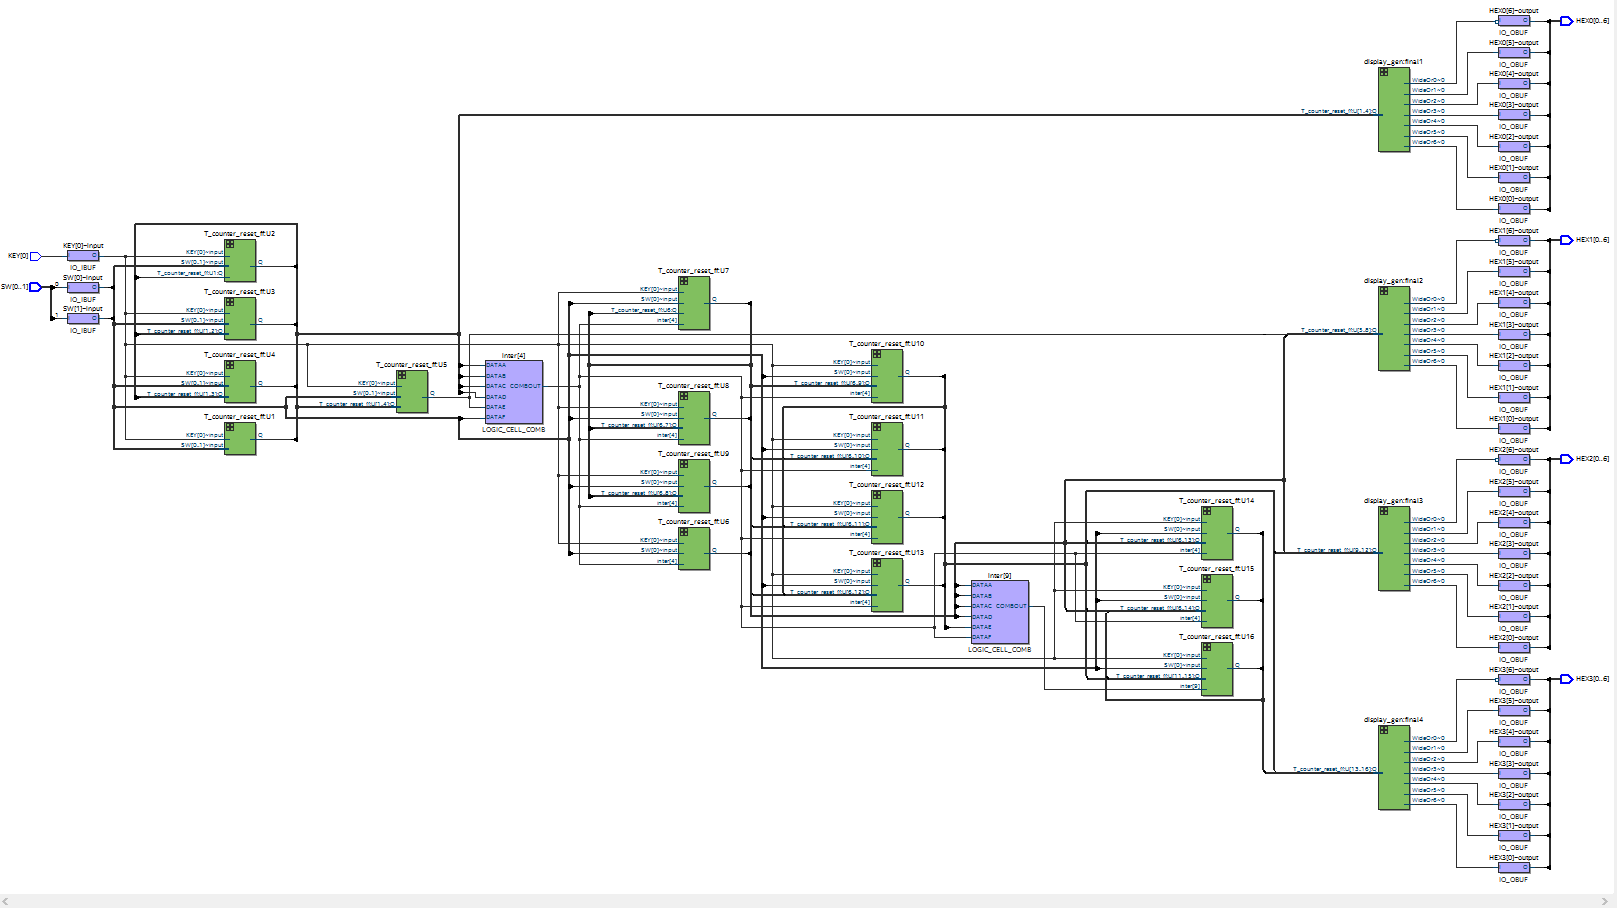 KEY[0]
SW[0..1]
KEY[0]~input
IO_IBUF
SW[0]~input
IO_IBUF
SW[1]~input
IO_IBUF
T_counter_reset_ff:U2
KEY[0]~input
SW[0..1]~input
T_counter_reset_ff:U1:Q
Q
T_counter_reset_ff:U3
KEY[0]~input
SW[0..1]~input
T_counter_reset_ff:U[1..2]:Q
Q
T_counter_reset_ff:U4
KEY[0]~input
SW[0..1]~input
T_counter_reset_ff:U[1..3]:Q
Q
T_counter_reset_ff:U1
KEY[0]~input
SW[0..1]~input
Q
T_counter_reset_ff:U5
KEY[0]~input
SW[0..1]~input
T_counter_reset_ff:U[1..4]:Q
Q
inter[4]
DATAA
DATAB
DATAC COMBOUT
DATAD
DATAE
DATAF
LOGIC_CELL_COMB
T_counter_reset_ff:U7
KEY[0]~input
SW[0..1]~input
T_counter_reset_ff:U6:Q
inter[4]
Q
T_counter_reset_ff:U8
KEY[0]~input
SW[0..1]~input
T_counter_reset_ff:U[6..7]:Q
inter[4]
Q
T_counter_reset_ff:U9
KEY[0]~input
SW[0..1]~input
T_counter_reset_ff:U[6..8]:Q
inter[4]
Q
T_counter_reset_ff:U6
KEY[0]~input
SW[0..1]~input
inter[4]
Q
T_counter_reset_ff:U10
KEY[0]~input
SW[0..1]~input
T_counter_reset_ff:U[6..9]:Q
inter[4]
Q
T_counter_reset_ff:U11
KEY[0]~input
SW[0..1]~input
T_counter_reset_ff:U[6..10]:Q
inter[4]
Q
T_counter_reset_ff:U12
KEY[0]~input
SW[0..1]~input
T_counter_reset_ff:U[6..11]:Q
inter[4]
Q
T_counter_reset_ff:U13
KEY[0]~input
SW[0..1]~input
T_counter_reset_ff:U[6..12]:Q
inter[4]
Q
inter[9]
DATAA
DATAB
DATAC COMBOUT
DATAD
DATAE
DATAF
LOGIC_CELL_COMB
T_counter_reset_ff:U14
KEY[0]~input
SW[0..1]~input
T_counter_reset_ff:U[6..13]:Q
inter[4]
Q
T_counter_reset_ff:U15
KEY[0]~input
SW[0..1]~input
T_counter_reset_ff:U[6..14]:Q
inter[4]
Q
T_counter_reset_ff:U16
KEY[0]~input
SW[0..1]~input
T_counter_reset_ff:U[11..15]:Q
inter[9]
Q
display_gen:final1
T_counter_reset_ff:U[1..4]:Q
WideOr0~0
WideOr1~0
WideOr2~0
WideOr3~0
WideOr4~0
WideOr5~0
WideOr6~0
HEX0[6]~output
IO_OBUF
HEX0[5]~output
IO_OBUF
HEX0[4]~output
IO_OBUF
HEX0[3]~output
IO_OBUF
HEX0[2]~output
IO_OBUF
HEX0[1]~output
IO_OBUF
HEX0[0]~output
IO_OBUF
HEX0[0..6]
display_gen:final2
T_counter_reset_ff:U[5..8]:Q
WideOr0~0
WideOr1~0
WideOr2~0
WideOr3~0
WideOr4~0
WideOr5~0
WideOr6~0
HEX1[6]~output
IO_OBUF
HEX1[5]~output
IO_OBUF
HEX1[4]~output
IO_OBUF
HEX1[3]~output
IO_OBUF
HEX1[2]~output
IO_OBUF
HEX1[1]~output
IO_OBUF
HEX1[0]~output
IO_OBUF
HEX1[0..6]
display_gen:final3
T_counter_reset_ff:U[9..12]:Q
WideOr0~0
WideOr1~0
WideOr2~0
WideOr3~0
WideOr4~0
WideOr5~0
WideOr6~0
HEX2[6]~output
IO_OBUF
HEX2[5]~output
IO_OBUF
HEX2[4]~output
IO_OBUF
HEX2[3]~output
IO_OBUF
HEX2[2]~output
IO_OBUF
HEX2[1]~output
IO_OBUF
HEX2[0]~output
IO_OBUF
HEX2[0..6]
display_gen:final4
T_counter_reset_ff:U[13..16]:Q
WideOr0~0
WideOr1~0
WideOr2~0
WideOr3~0
WideOr4~0
WideOr5~0
WideOr6~0
HEX3[6]~output
IO_OBUF
HEX3[5]~output
IO_OBUF
HEX3[4]~output
IO_OBUF
HEX3[3]~output
IO_OBUF
HEX3[2]~output
IO_OBUF
HEX3[1]~output
IO_OBUF
HEX3[0]~output
IO_OBUF
HEX3[0..6]